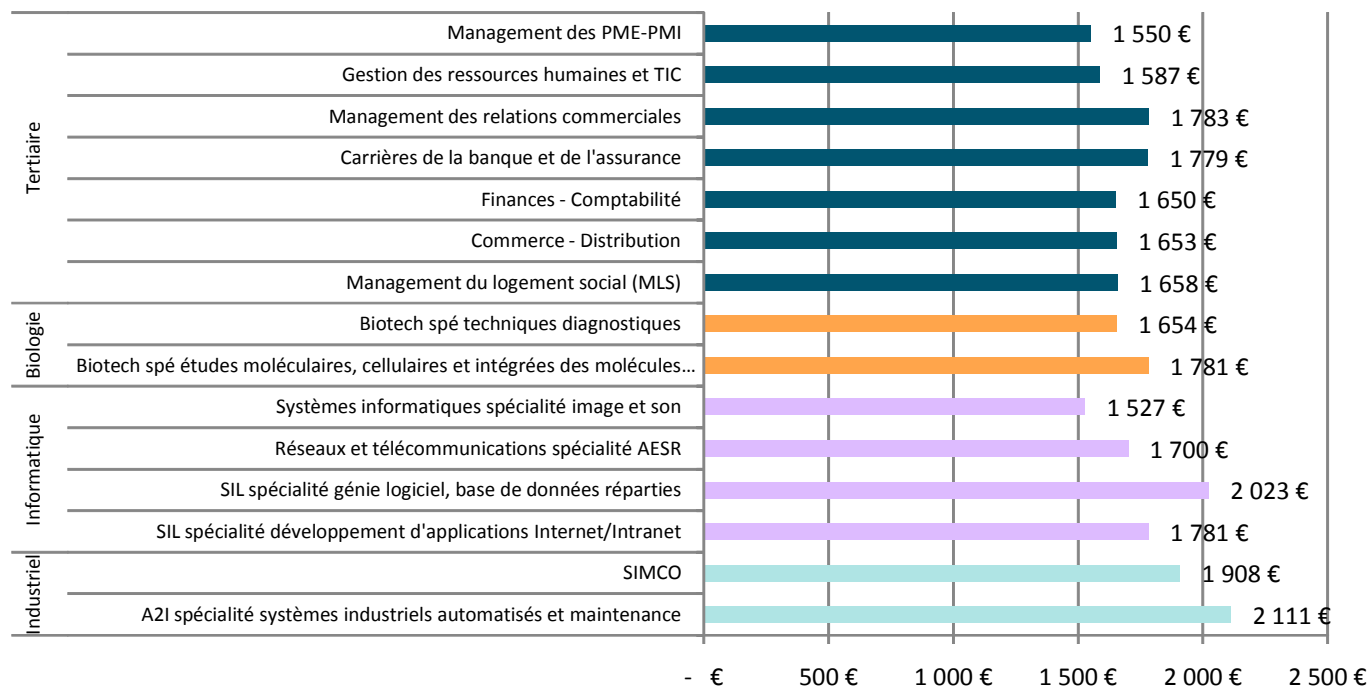 Tertiaire
Management des PME-PMI 1 550 €
Gestion des ressources humaines et TIC 1 587 €
Management des relations commerciales 1 783 €
Carrières de la banque et de l'assurance 1 779 €
Finances - Comptabilité 1 650 €
Commerce - Distribution 1 653 €
Management du logement social (MLS) 1 658 €
Biologie
Biotech spé techniques diagnostiques 1 654 €
Biotech spé études moléculaires, cellulaires et intégrées des molécules... 1 781 €
Informatique
Systèmes informatiques spécialité image et son 1 527 €
Réseaux et télécommunications spécialité AESR 1 700 €
SIL spécialité génie logiciel, base de données réparties 2 023 €
SIL spécialité développement d'applications Internet/Intranet 1 781 €
Industriel
SIMCO 1 908 €
A2I spécialité systèmes industriels automatisés et maintenance 2 111 €
- € 500 € 1 000 € 1 500 € 2 000 € 2 500 €